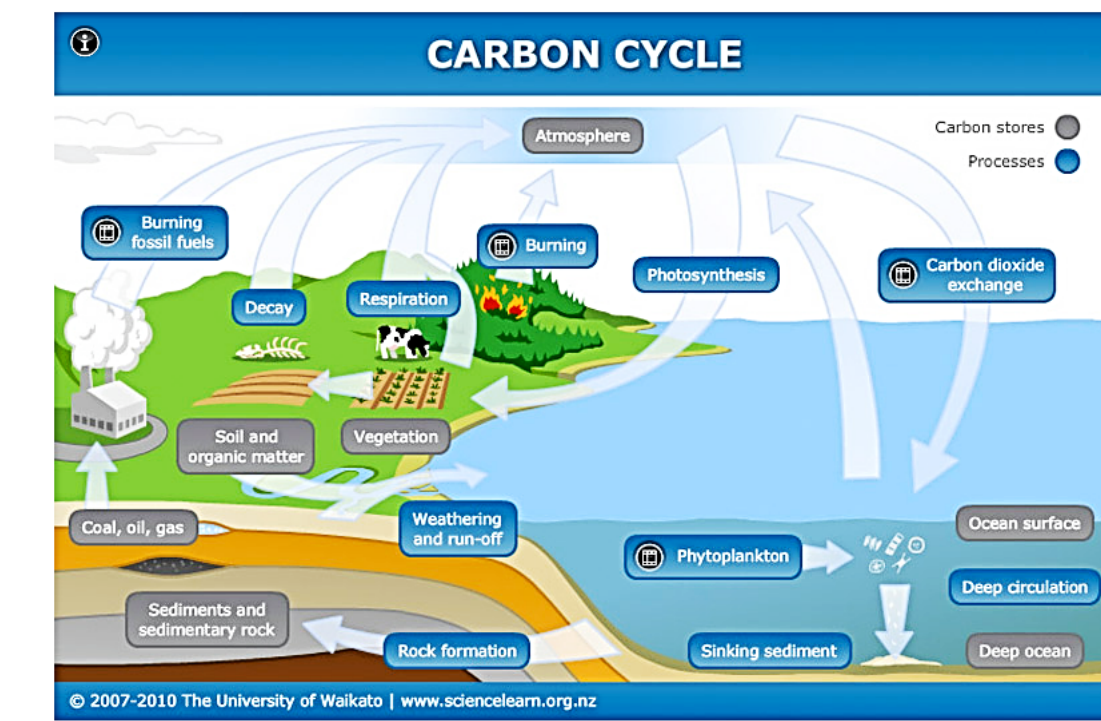 CARBON CYCLE
Atmosphere
Carbon stores
Processes
Burning
fossil fuels
Burning
Photosynthesis
Carbon dioxide
exchange
Decay
Respiration
Soil and
organic matter
Vegetation
Coal, oil, gas
Weathering
and run-off
Ocean surface
Phytoplankton
Deep circulation
Sediments and
sedimentary rock
Rock formation
Sinking sediment
Deep ocean
© 2007-2010 The University of Waikato | www.sciencelearn.org.nz